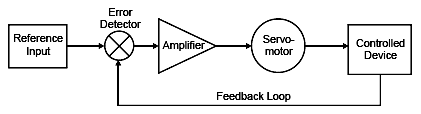 Error
Detector
Reference
Input
Amplifier
Servo-
motor
Controlled
Device
Feedback Loop